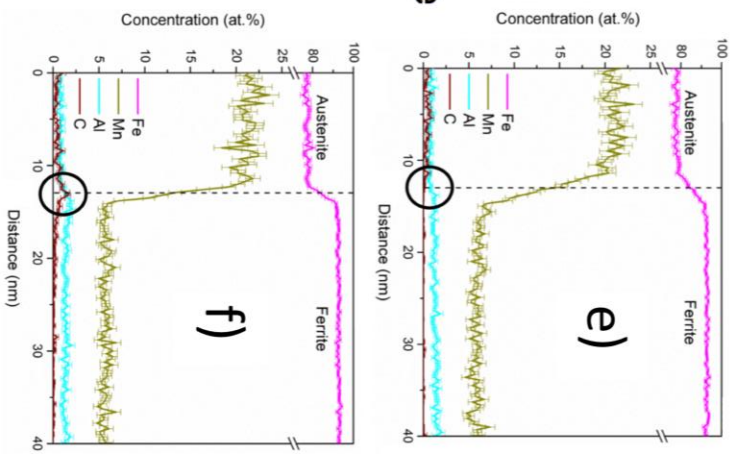 Concentration (at.%)
100
80
25
20
15
10
5
0
Austenite
Ferrite
Fe
Mn
Al
C
e)
0
10
20
30
40
Distance (nm)
Concentration (at.%)
100
80
25
20
15
10
5
0
Austenite
Ferrite
Fe
Mn
Al
C
f)
0
10
20
30
40
Distance (nm)